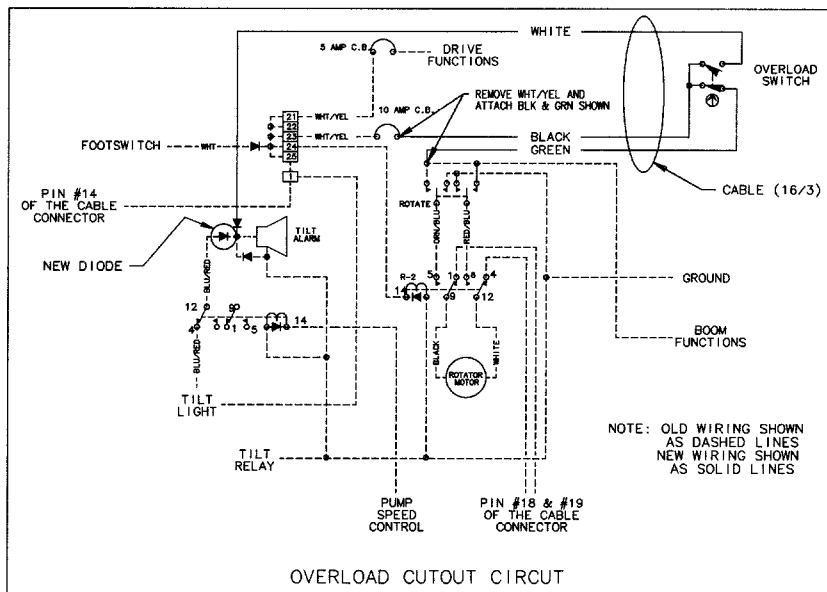 WHITE
5 AMP C.B.
DRIVE
FUNCTIONS
OVERLOAD
SWITCH
REMOVE WHT/YEL AND
ATTACH BLK & GRN SHOWN
10 AMP C.B.
21
WHT/YEL
22
23
WHT/YEL
24
25
FOOTSWITCH
WHT
BLACK
GREEN
1
PIN #14
OF THE CABLE
CONNECTOR
CABLE (16/3)
ROTATE
TILT
ALARM
NEW DIODE
ORN/BLU
RED/BLU
BLU/RED
R-2
5
1
8
4
14
9
12
GROUND
12
9
4
1
5
14
BOOM
FUNCTIONS
BLU/RED
BLACK
WHITE
ROTATOR
MOTOR
TILT
LIGHT
NOTE: OLD WIRING SHOWN
AS DASHED LINES
NEW WIRING SHOWN
AS SOLID LINES
TILT
RELAY
PUMP
SPEED
CONTROL
PIN #18 & #19
OF THE CABLE
CONNECTOR
OVERLOAD CUTOUT CIRCUT